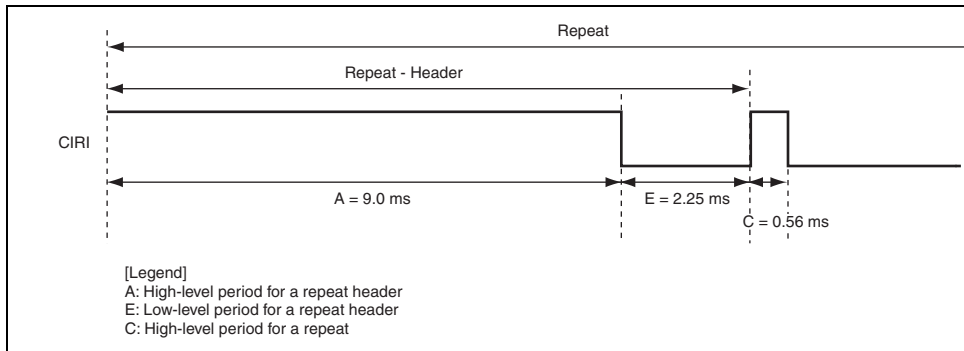 Repeat
Repeat - Header
CIRI
A = 9.0 ms
E = 2.25 ms
C = 0.56 ms
[Legend]
A: High-level period for a repeat header
E: Low-level period for a repeat header
C: High-level period for a repeat